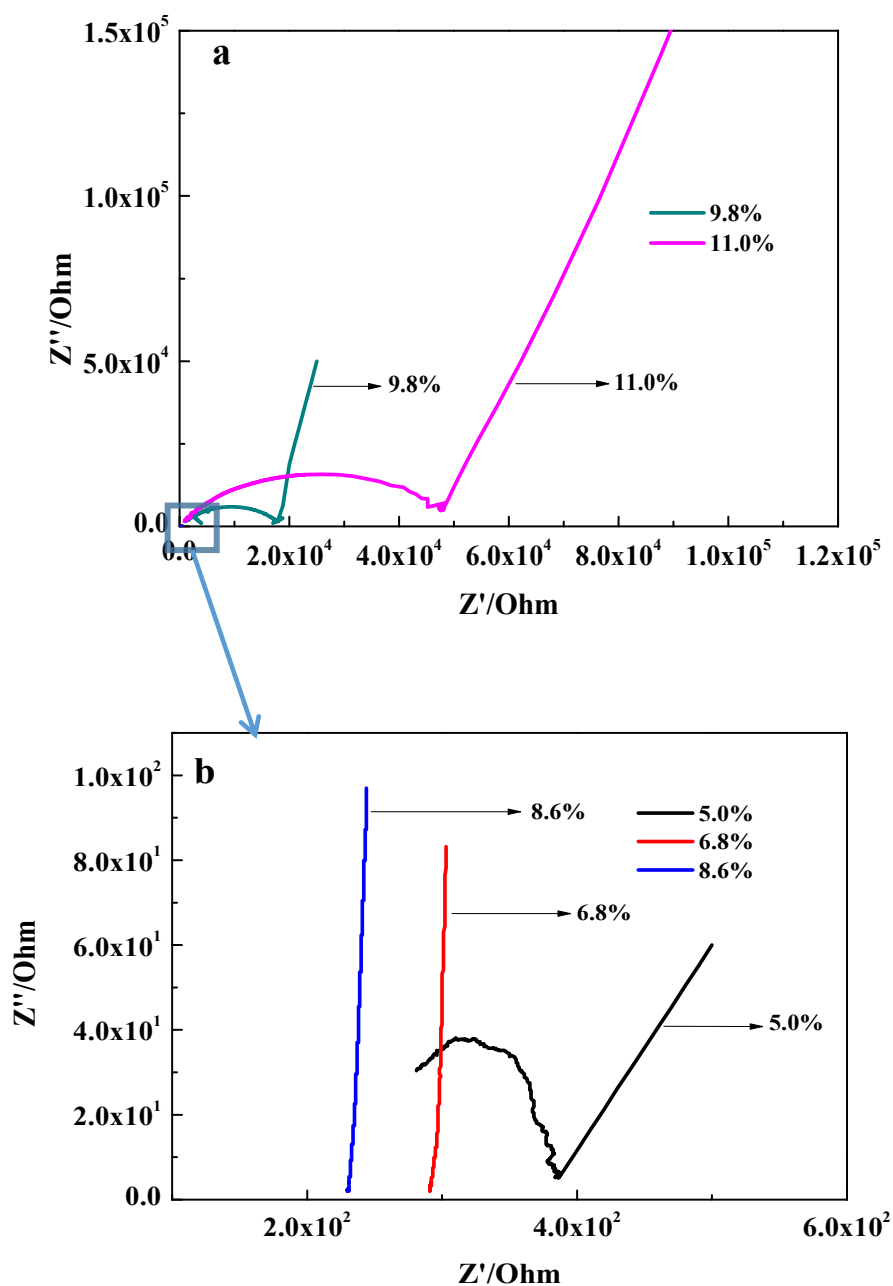 1.5x10^5
a
1.0x10^5
5.0x10^4
0.0
Z''/Ohm
9.8%
11.0%
9.8%
11.0%
0.0
2.0x10^4
4.0x10^4
6.0x10^4
8.0x10^4
1.0x10^5
1.2x10^5
Z'/Ohm
b
1.0x10^2
8.0x10^1
6.0x10^1
4.0x10^1
2.0x10^1
0.0
Z''/Ohm
8.6%
5.0%
6.8%
8.6%
6.8%
5.0%
2.0x10^2
4.0x10^2
6.0x10^2
Z'/Ohm